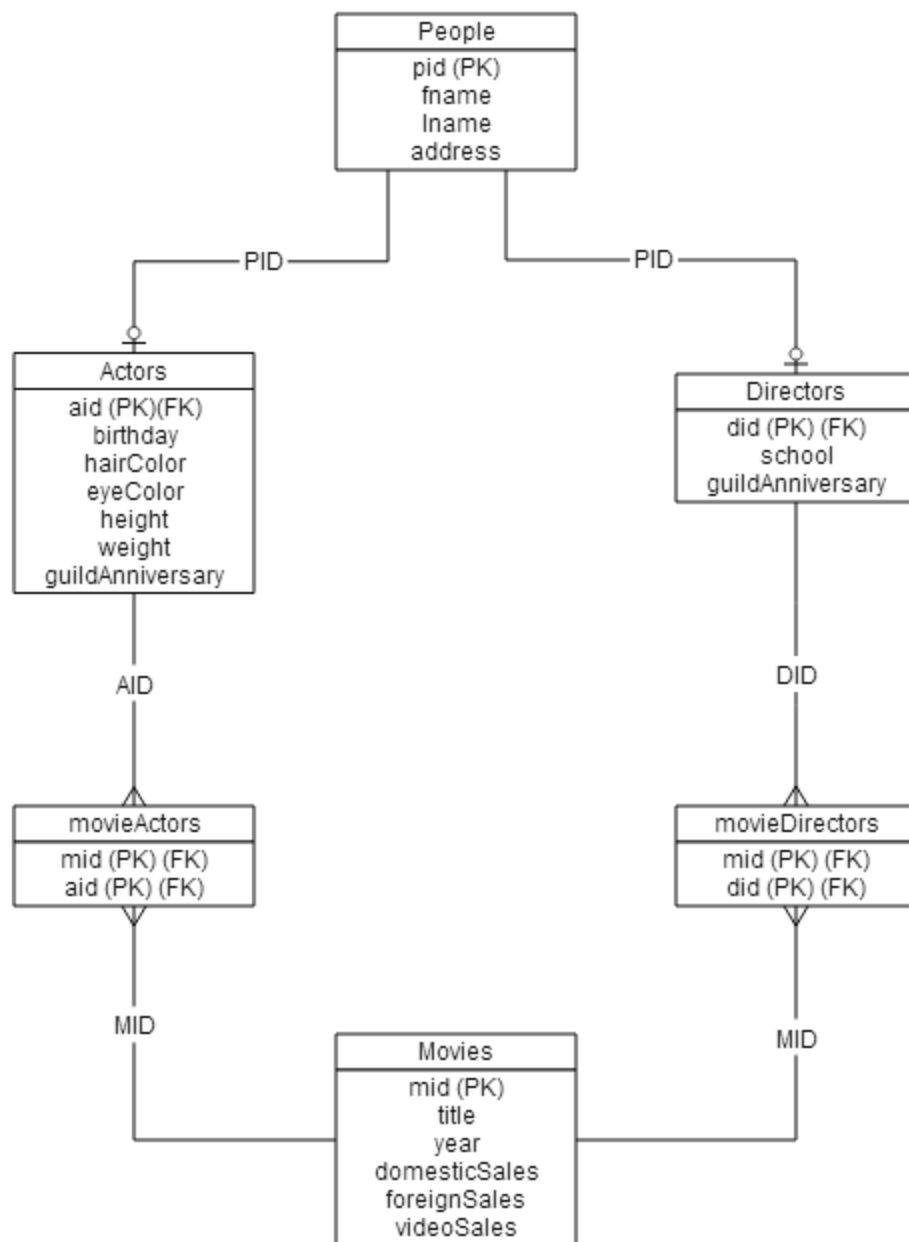 People
pid (PK)
fname
lname
address
PID
PID
Actors
aid (PK)(FK)
birthday
hairColor
eyeColor
height
weight
guildAnniversary
Directors
did (PK) (FK)
school
guildAnniversary
AID
DID
movieActors
mid (PK) (FK)
aid (PK) (FK)
movieDirectors
mid (PK) (FK)
did (PK) (FK)
MID
MID
Movies
mid (PK)
title
year
domesticSales
foreignSales
videoSales